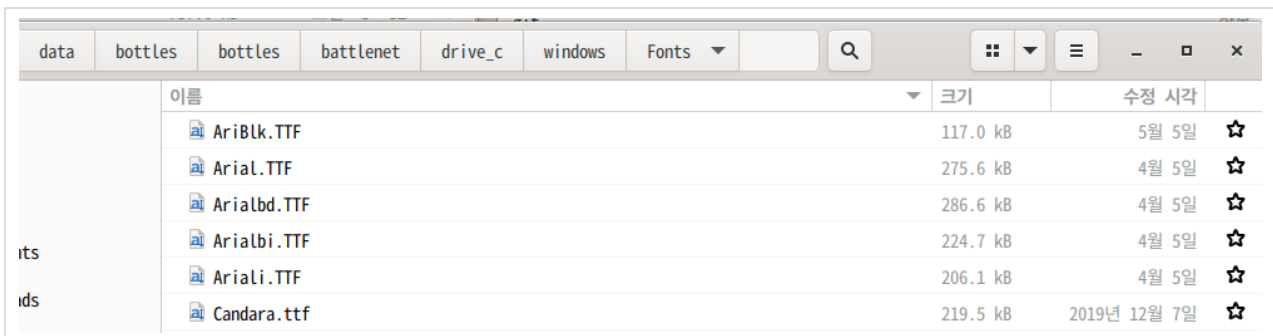 data bottles bottles battlenet drive_c windows Fonts
이름 크기 수정 시각
AriBlk.TTF 117.0 kB 5월 5일
Arial.TTF 275.6 kB 4월 5일
Arialbd.TTF 286.6 kB 4월 5일
Arialbi.TTF 224.7 kB 4월 5일
nts
Ariali.TTF 206.1 kB 4월 5일
nds
Candara.ttf 219.5 kB 2019년 12월 7일